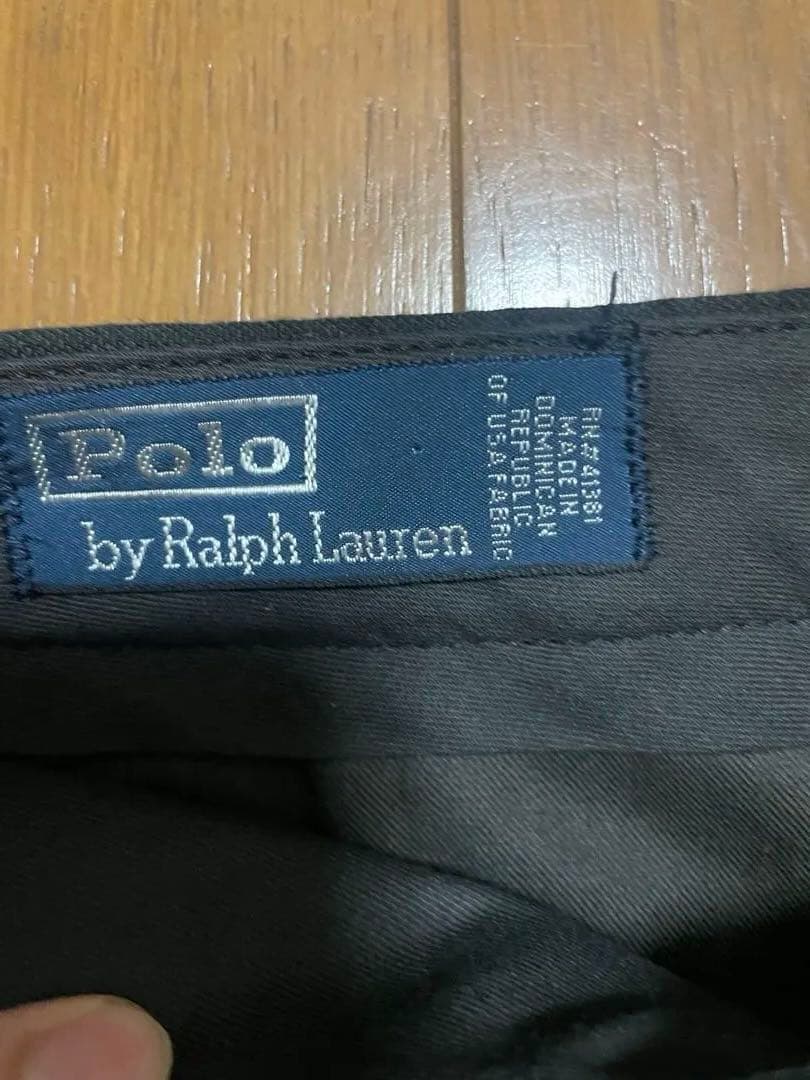 Polo
by Ralph Lauren
RN#41381
MADE IN
DOMINICAN
REPUBLIC
OF USA FABRIC